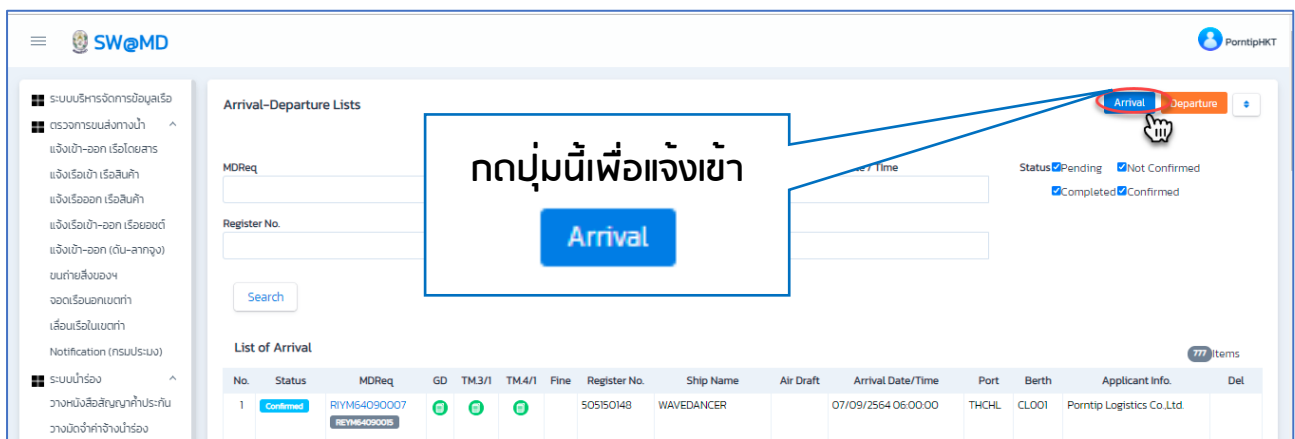 SW@MD
PorntipHKT
ระบบบริหารจัดการข้อมูลเรือ
ตรวจการขนส่งทางน้ำ
แจ้งเข้า-ออก เรือโดยสาร
แจ้งเรือเข้า เรือสินค้า
แจ้งเรือออก เรือสินค้า
แจ้งเรือเข้า-ออก เรือยอชต์
แจ้งเข้า-ออก (ดัน-ลากจูง)
ขนถ่ายสิ่งของฯ
จอดเรือนอกเขตท่า
เลื่อนเรือในเขตท่า
Notification (กรมประมง)
ระบบนำร่อง
วางหนังสือสัญญาค้ำประกัน
วางมัดจำค่าจ้างนำร่อง
Arrival-Departure Lists
Arrival Departure
กดปุ่มนี้เพื่อแจ้งเข้า
Arrival
MDReq
/ Time
Status Pending Not Confirmed
Completed Confirmed
Register No.
Search
List of Arrival
777 Items
No. Status MDReq GD TM.3/1 TM.4/1 Fine Register No. Ship Name Air Draft Arrival Date/Time Port Berth Applicant Info. Del
1 Confirmed RIYM64090007 505150148 WAVEDANCER 07/09/2564 06:00:00 THCHL CL001 Porntip Logistics Co.,Ltd.
REYM64090015